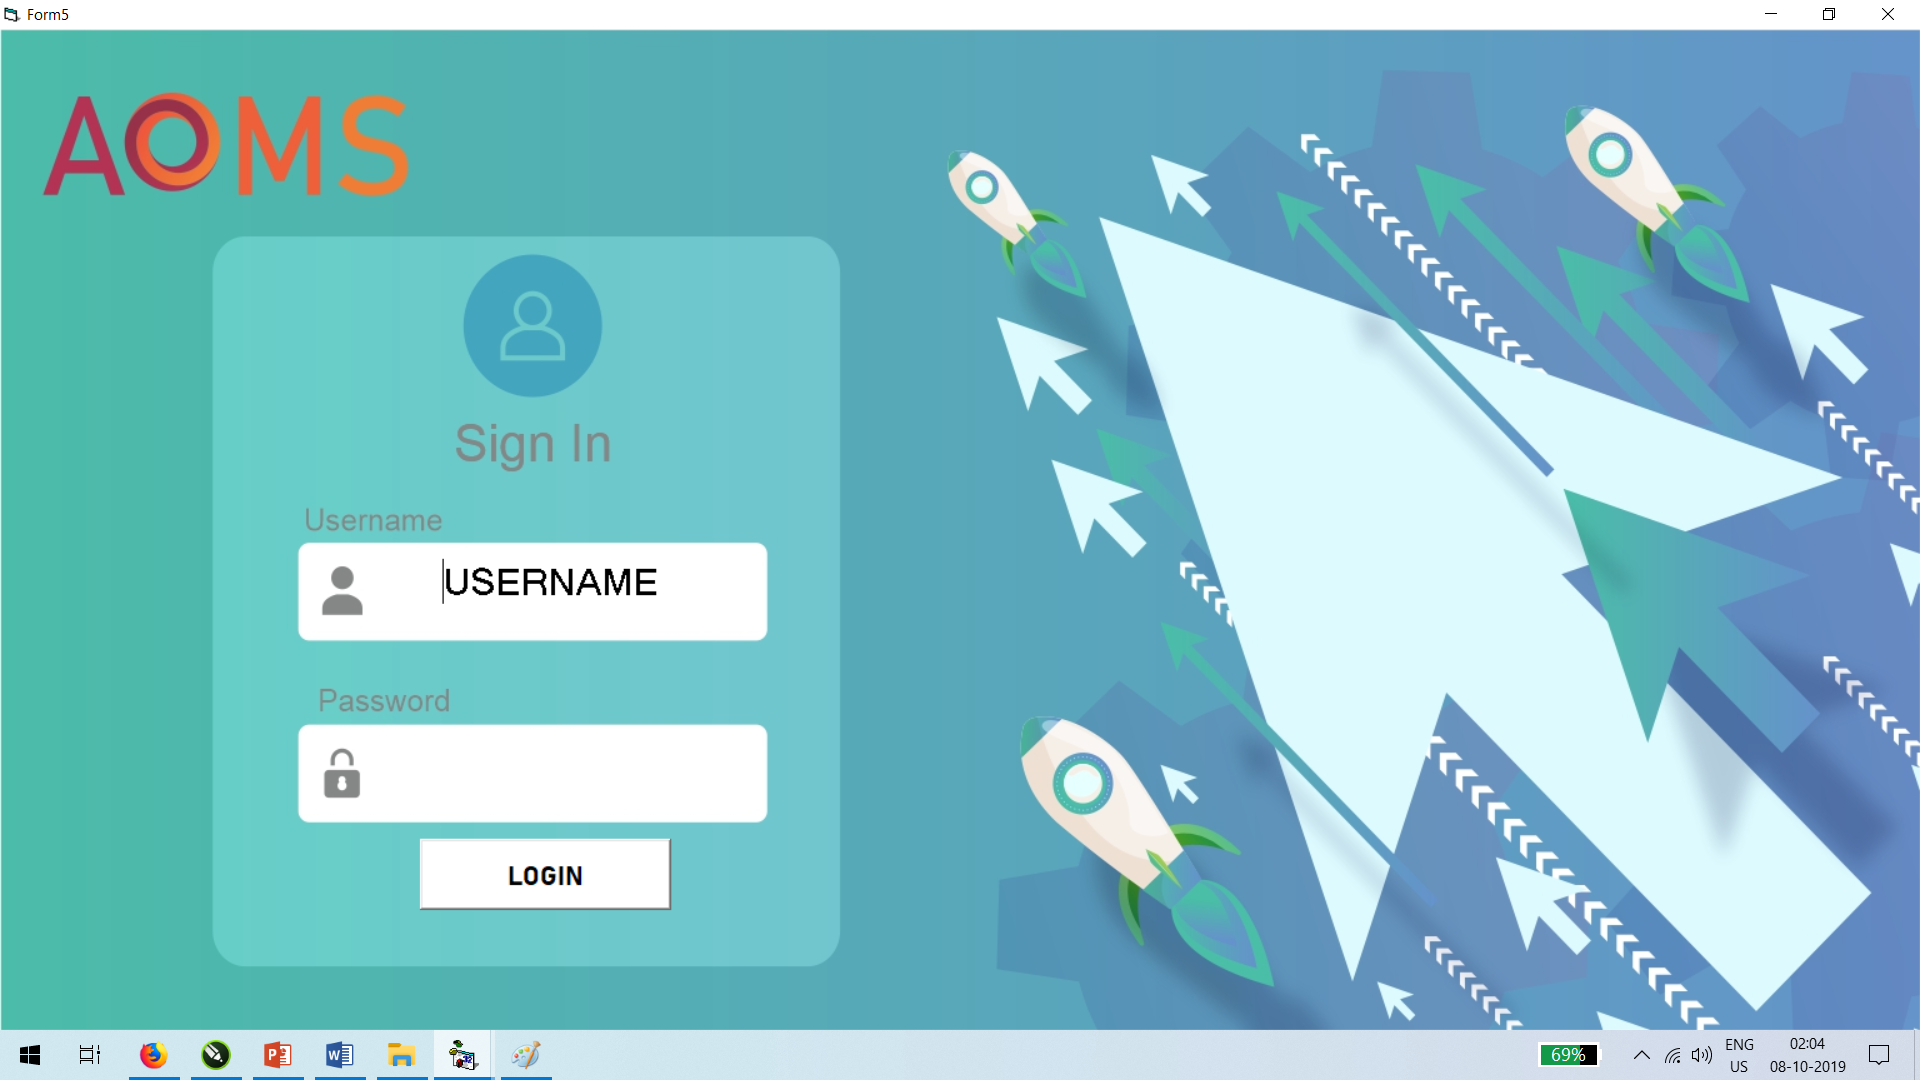 Form5
AOMS
Sign In
Username
USERNAME
Password
LOGIN
69%
ENG
US
02:04
08-10-2019